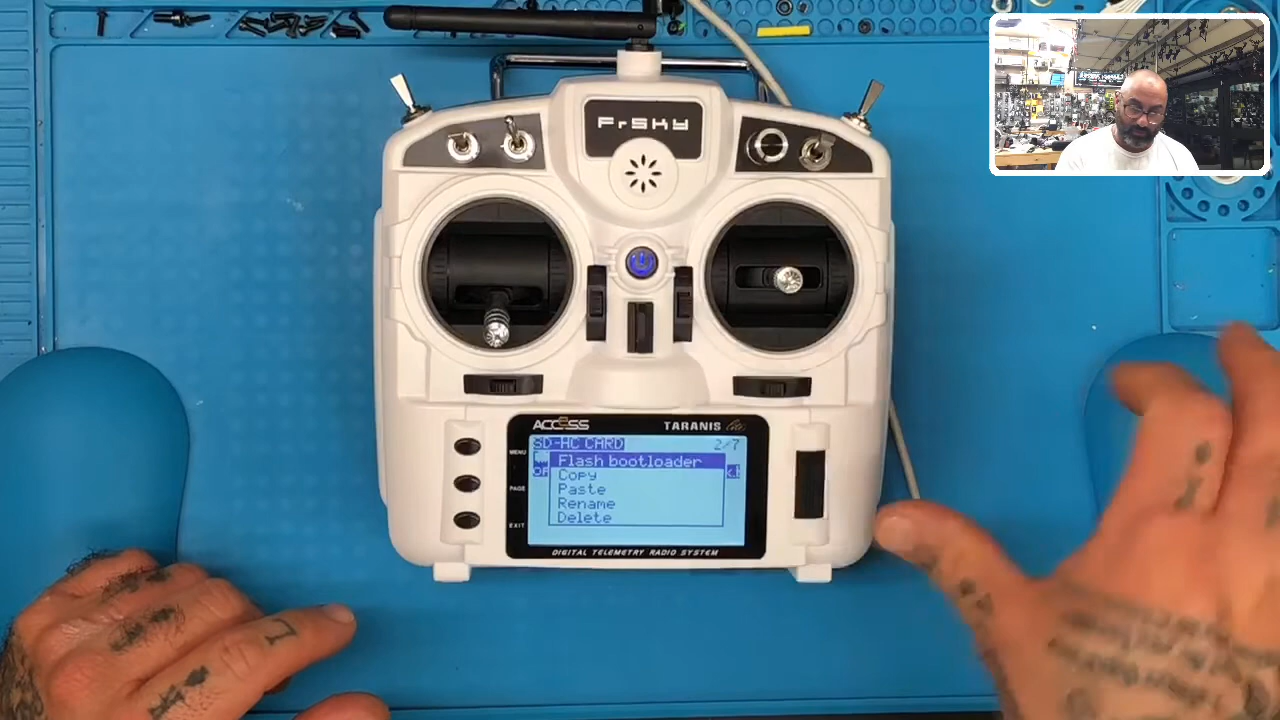 FrSKY
ACCESS
TARANIS Lite
SD-HC CARD 2/7
Flash bootloader
Copy
Paste
Rename
Delete
MENU
PAGE
EXIT
DIGITAL TELEMETRY RADIO SYSTEM